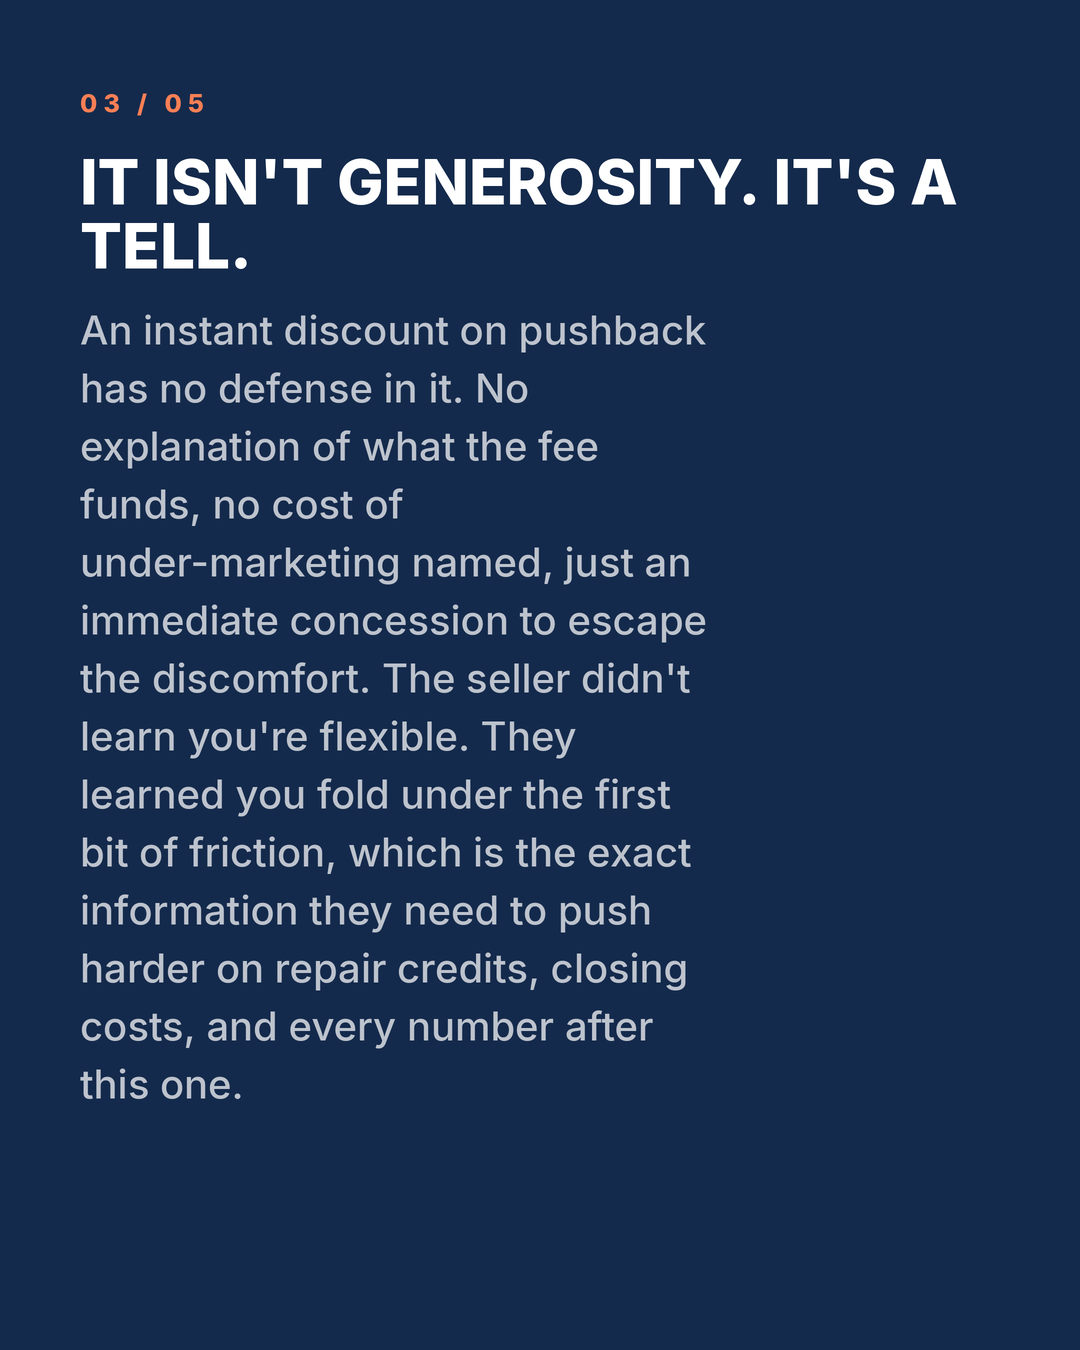 03 / 05
IT ISN'T GENEROSITY. IT'S A
TELL.
An instant discount on pushback
has no defense in it. No
explanation of what the fee
funds, no cost of
under-marketing named, just an
immediate concession to escape
the discomfort. The seller didn't
learn you're flexible. They
learned you fold under the first
bit of friction, which is the exact
information they need to push
harder on repair credits, closing
costs, and every number after
this one.